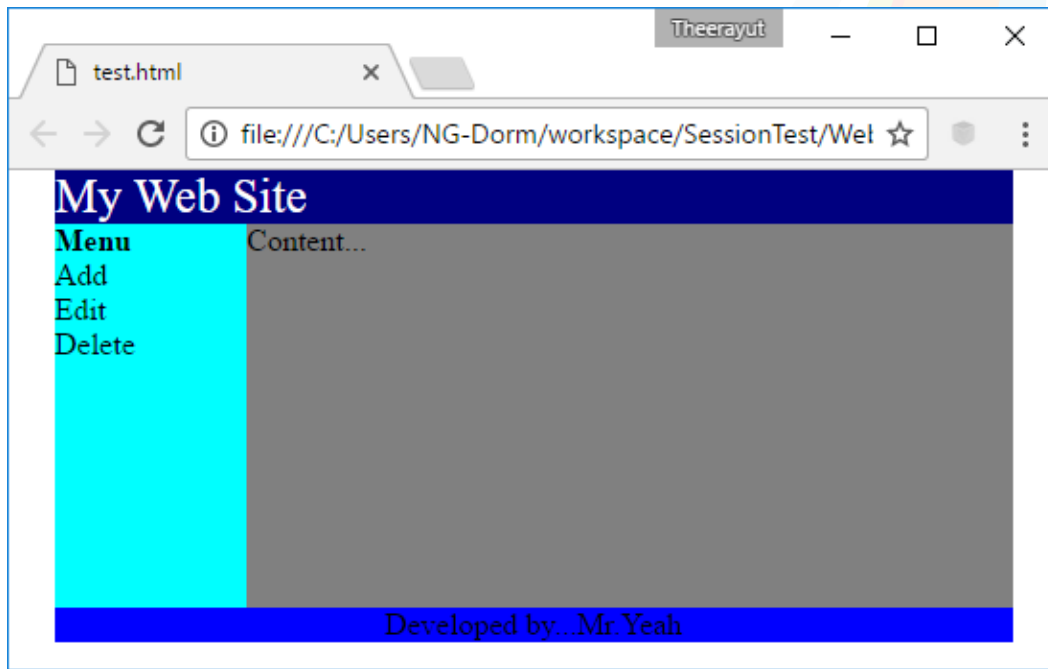 Theerayut
test.html
file:///C:/Users/NG-Dorm/workspace/SessionTest/Wel
My Web Site
Menu
Content...
Add
Edit
Delete
Developed by...Mr.Yeah